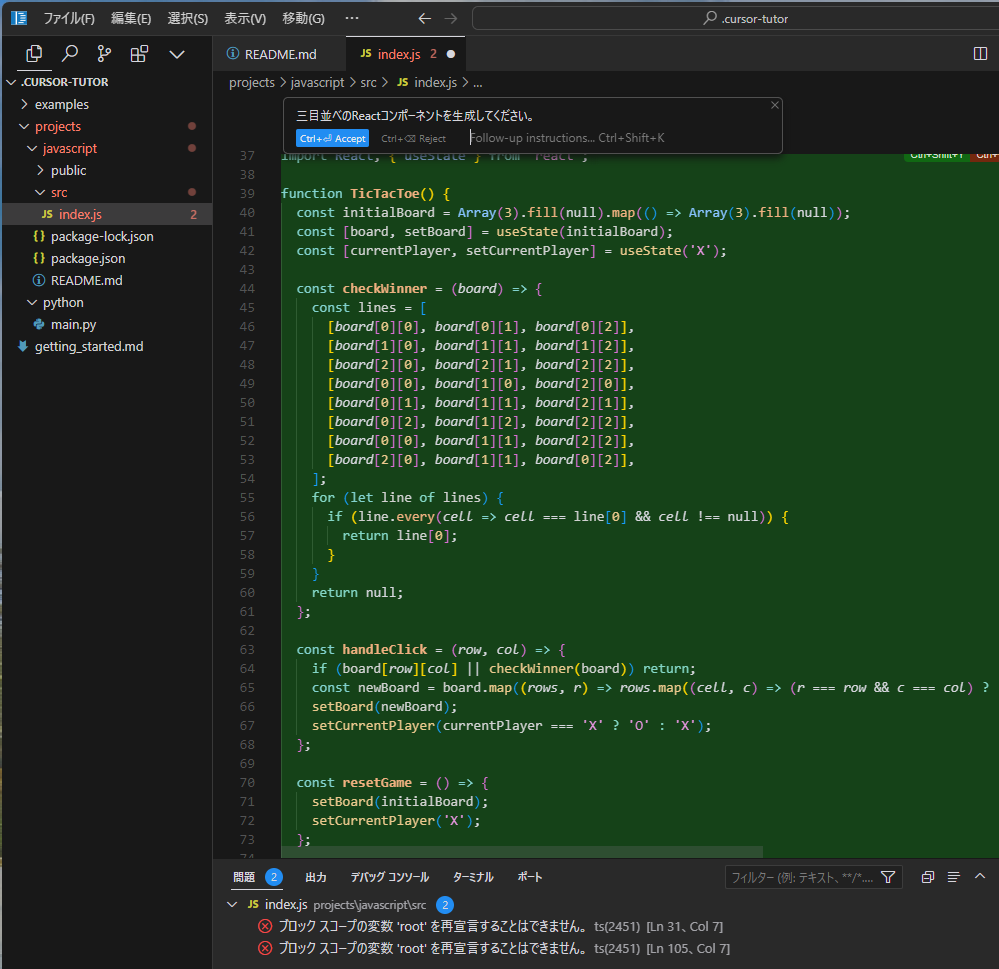 ファイル(F) 編集(E) 選択(S) 表示(V) 移動(G) ··· .cursor-tutor
README.md JS index.js 2
.CURSOR-TUTOR
projects > javascript > src > JS index.js > ...
examples
projects
javascript
public
src
JS index.js 2
{} package-lock.json
{} package.json
README.md
python
main.py
getting_started.md
三目並べのReactコンポーネントを生成してください。
Ctrl+⏎ Accept Ctrl+⌫ Reject Follow-up instructions... Ctrl+Shift+K
Ctrl+Shift+Y Ctrl+
37 import React, { useState } from 'react';
38
39 function TicTacToe() {
40 const initialBoard = Array(3).fill(null).map(() => Array(3).fill(null));
41 const [board, setBoard] = useState(initialBoard);
42 const [currentPlayer, setCurrentPlayer] = useState('X');
43
44 const checkWinner = (board) => {
45 const lines = [
46 [board[0][0], board[0][1], board[0][2]],
47 [board[1][0], board[1][1], board[1][2]],
48 [board[2][0], board[2][1], board[2][2]],
49 [board[0][0], board[1][0], board[2][0]],
50 [board[0][1], board[1][1], board[2][1]],
51 [board[0][2], board[1][2], board[2][2]],
52 [board[0][0], board[1][1], board[2][2]],
53 [board[2][0], board[1][1], board[0][2]],
54 ];
55 for (let line of lines) {
56 if (line.every(cell => cell === line[0] && cell !== null)) {
57 return line[0];
58 }
59 }
60 return null;
61 };
62
63 const handleClick = (row, col) => {
64 if (board[row][col] || checkWinner(board)) return;
65 const newBoard = board.map((rows, r) => rows.map((cell, c) => (r === row && c === col) ?
66 setBoard(newBoard);
67 setCurrentPlayer(currentPlayer === 'X' ? 'O' : 'X');
68 };
69
70 const resetGame = () => {
71 setBoard(initialBoard);
72 setCurrentPlayer('X');
73 };
74
問題 2 出力 デバッグ コンソール ターミナル ポート フィルター (例: テキスト、**/*....
JS index.js projects\javascript\src 2
ブロック スコープの変数 'root' を再宣言することはできません。 ts(2451) [Ln 31、Col 7]
ブロック スコープの変数 'root' を再宣言することはできません。 ts(2451) [Ln 105、Col 7]